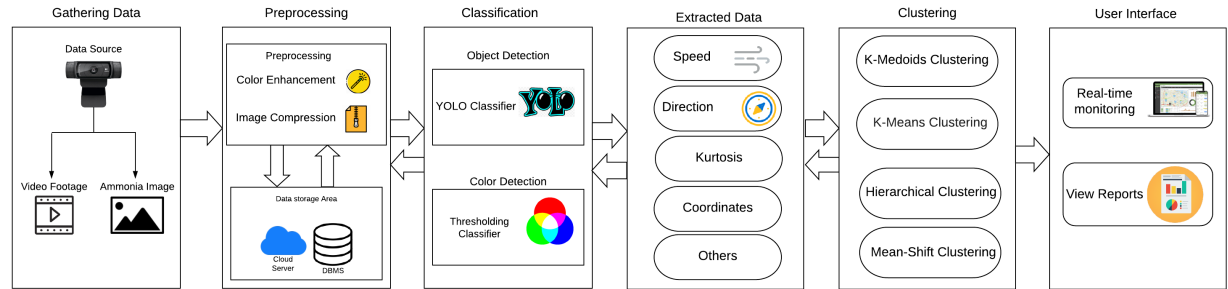 Gathering Data
Data Source
Video Footage
Ammonia Image
Preprocessing
Preprocessing
Color Enhancement
Image Compression
Data storage Area
Cloud
Server
DBMS
Classification
Object Detection
YOLO Classifier
YOLO
Color Detection
Thresholding
Classifier
Extracted Data
Speed
Direction
Kurtosis
Coordinates
Others
Clustering
K-Medoids Clustering
K-Means Clustering
Hierarchical Clustering
Mean-Shift Clustering
User Interface
Real-time
monitoring
View Reports